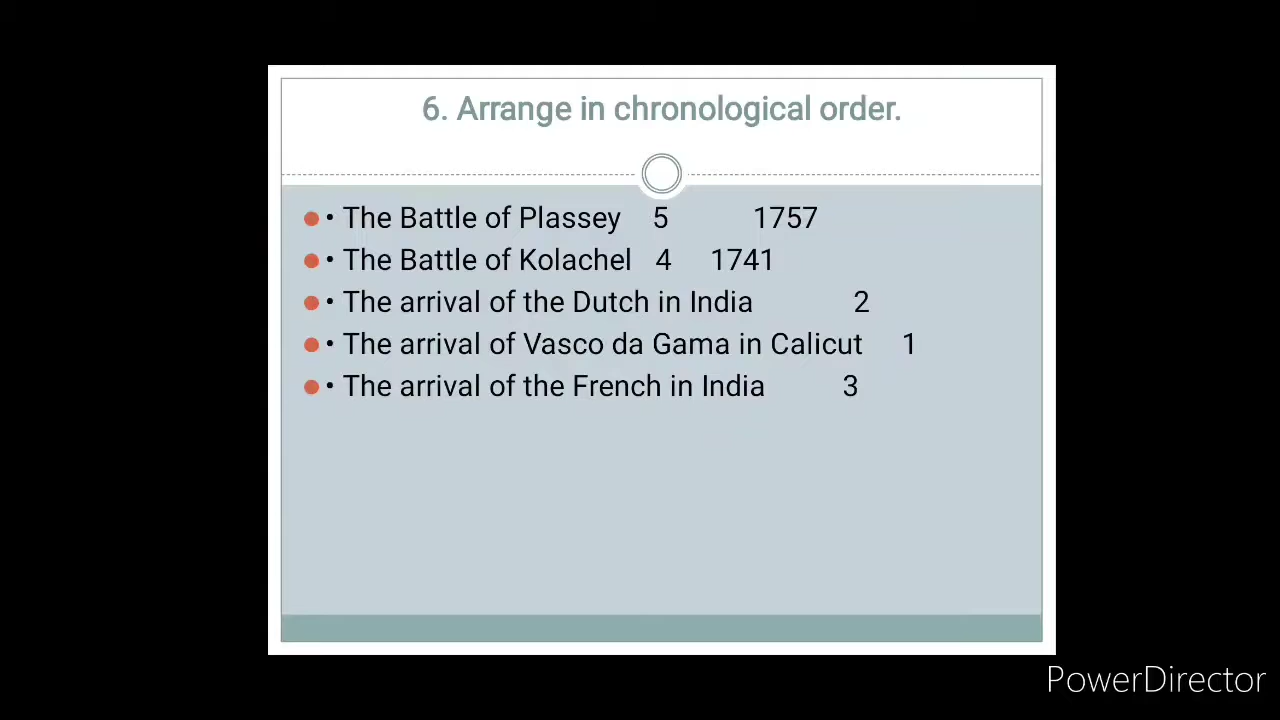 6. Arrange in chronological order.
• The Battle of Plassey 5 1757
• The Battle of Kolachel 4 1741
• The arrival of the Dutch in India 2
• The arrival of Vasco da Gama in Calicut 1
• The arrival of the French in India 3
PowerDirector